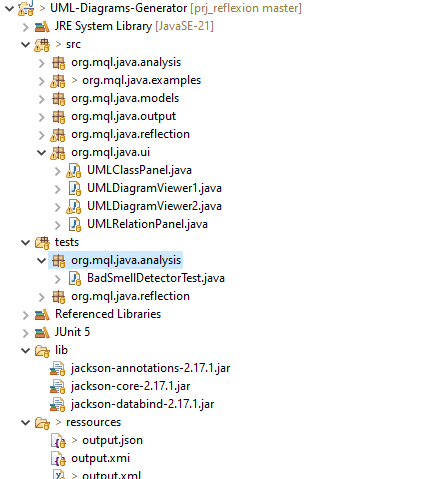 > UML-Diagrams-Generator [prj_reflexion master]
JRE System Library [JavaSE-21]
> src
org.mql.java.analysis
> org.mql.java.examples
org.mql.java.models
org.mql.java.output
org.mql.java.reflection
org.mql.java.ui
UMLClassPanel.java
UMLDiagramViewer1.java
UMLDiagramViewer2.java
UMLRelationPanel.java
tests
org.mql.java.analysis
BadSmellDetectorTest.java
org.mql.java.reflection
Referenced Libraries
JUnit 5
lib
jackson-annotations-2.17.1.jar
jackson-core-2.17.1.jar
jackson-databind-2.17.1.jar
> ressources
> output.json
output.xmi
> output.xml